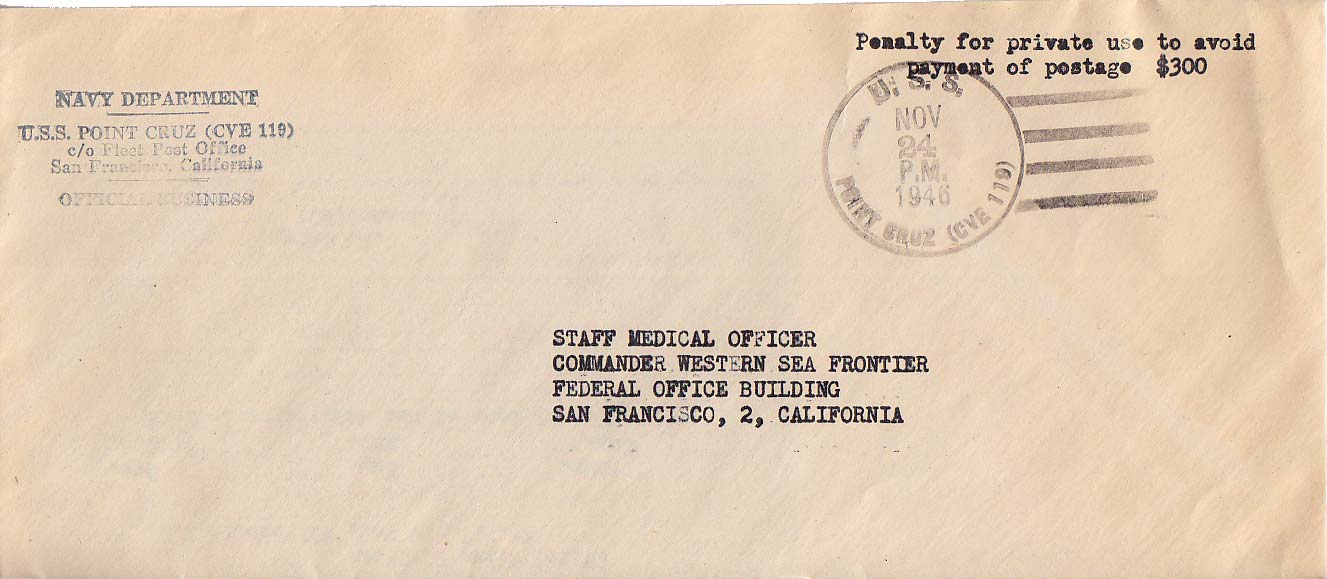 Penalty for private use to avoid
payment of postage $300
NAVY DEPARTMENT
U.S.S. POINT CRUZ (CVE 119)
c/o Fleet Post Office
San Francisco, California
OFFICIAL BUSINESS
U. S. S.
NOV
24
P.M.
1946
POINT CRUZ (CVE 119)
STAFF MEDICAL OFFICER
COMMANDER WESTERN SEA FRONTIER
FEDERAL OFFICE BUILDING
SAN FRANCISCO, 2, CALIFORNIA